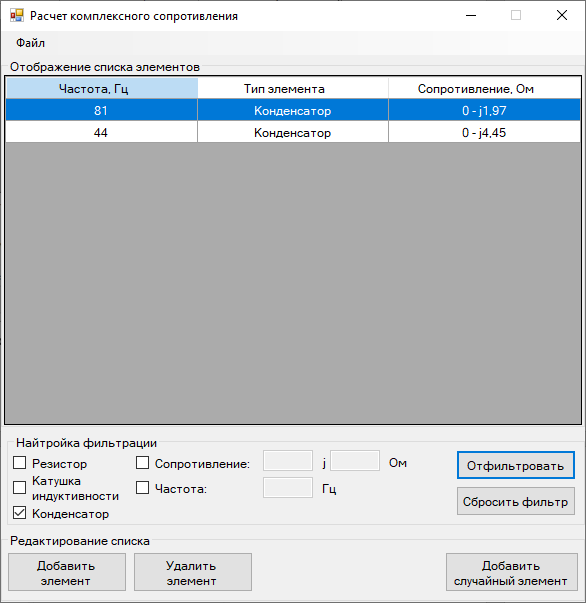 Расчет комплексного сопротивления
Файл
Отображение списка элементов
Частота, Гц Тип элемента Сопротивление, Ом
81 Конденсатор 0 - j1,97
44 Конденсатор 0 - j4,45
Найтройка фильтрации
Резистор Сопротивление: j Ом Отфильтровать
Катушка
индуктивности Частота: Гц
Сбросить фильтр
Конденсатор
Редактирование списка
Добавить
элемент
Удалить
элемент
Добавить
случайный элемент